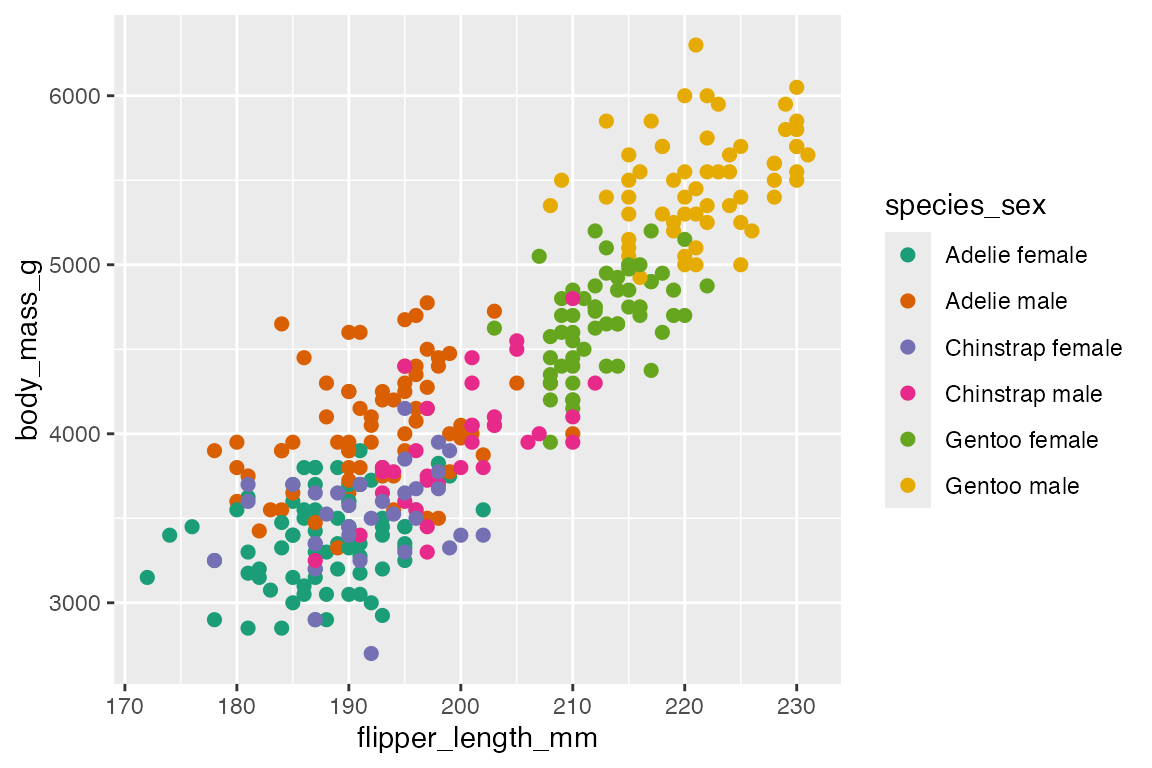 6000
5000
4000
3000
body_mass_g
170 180 190 200 210 220 230
flipper_length_mm
species_sex
Adelie female
Adelie male
Chinstrap female
Chinstrap male
Gentoo female
Gentoo male